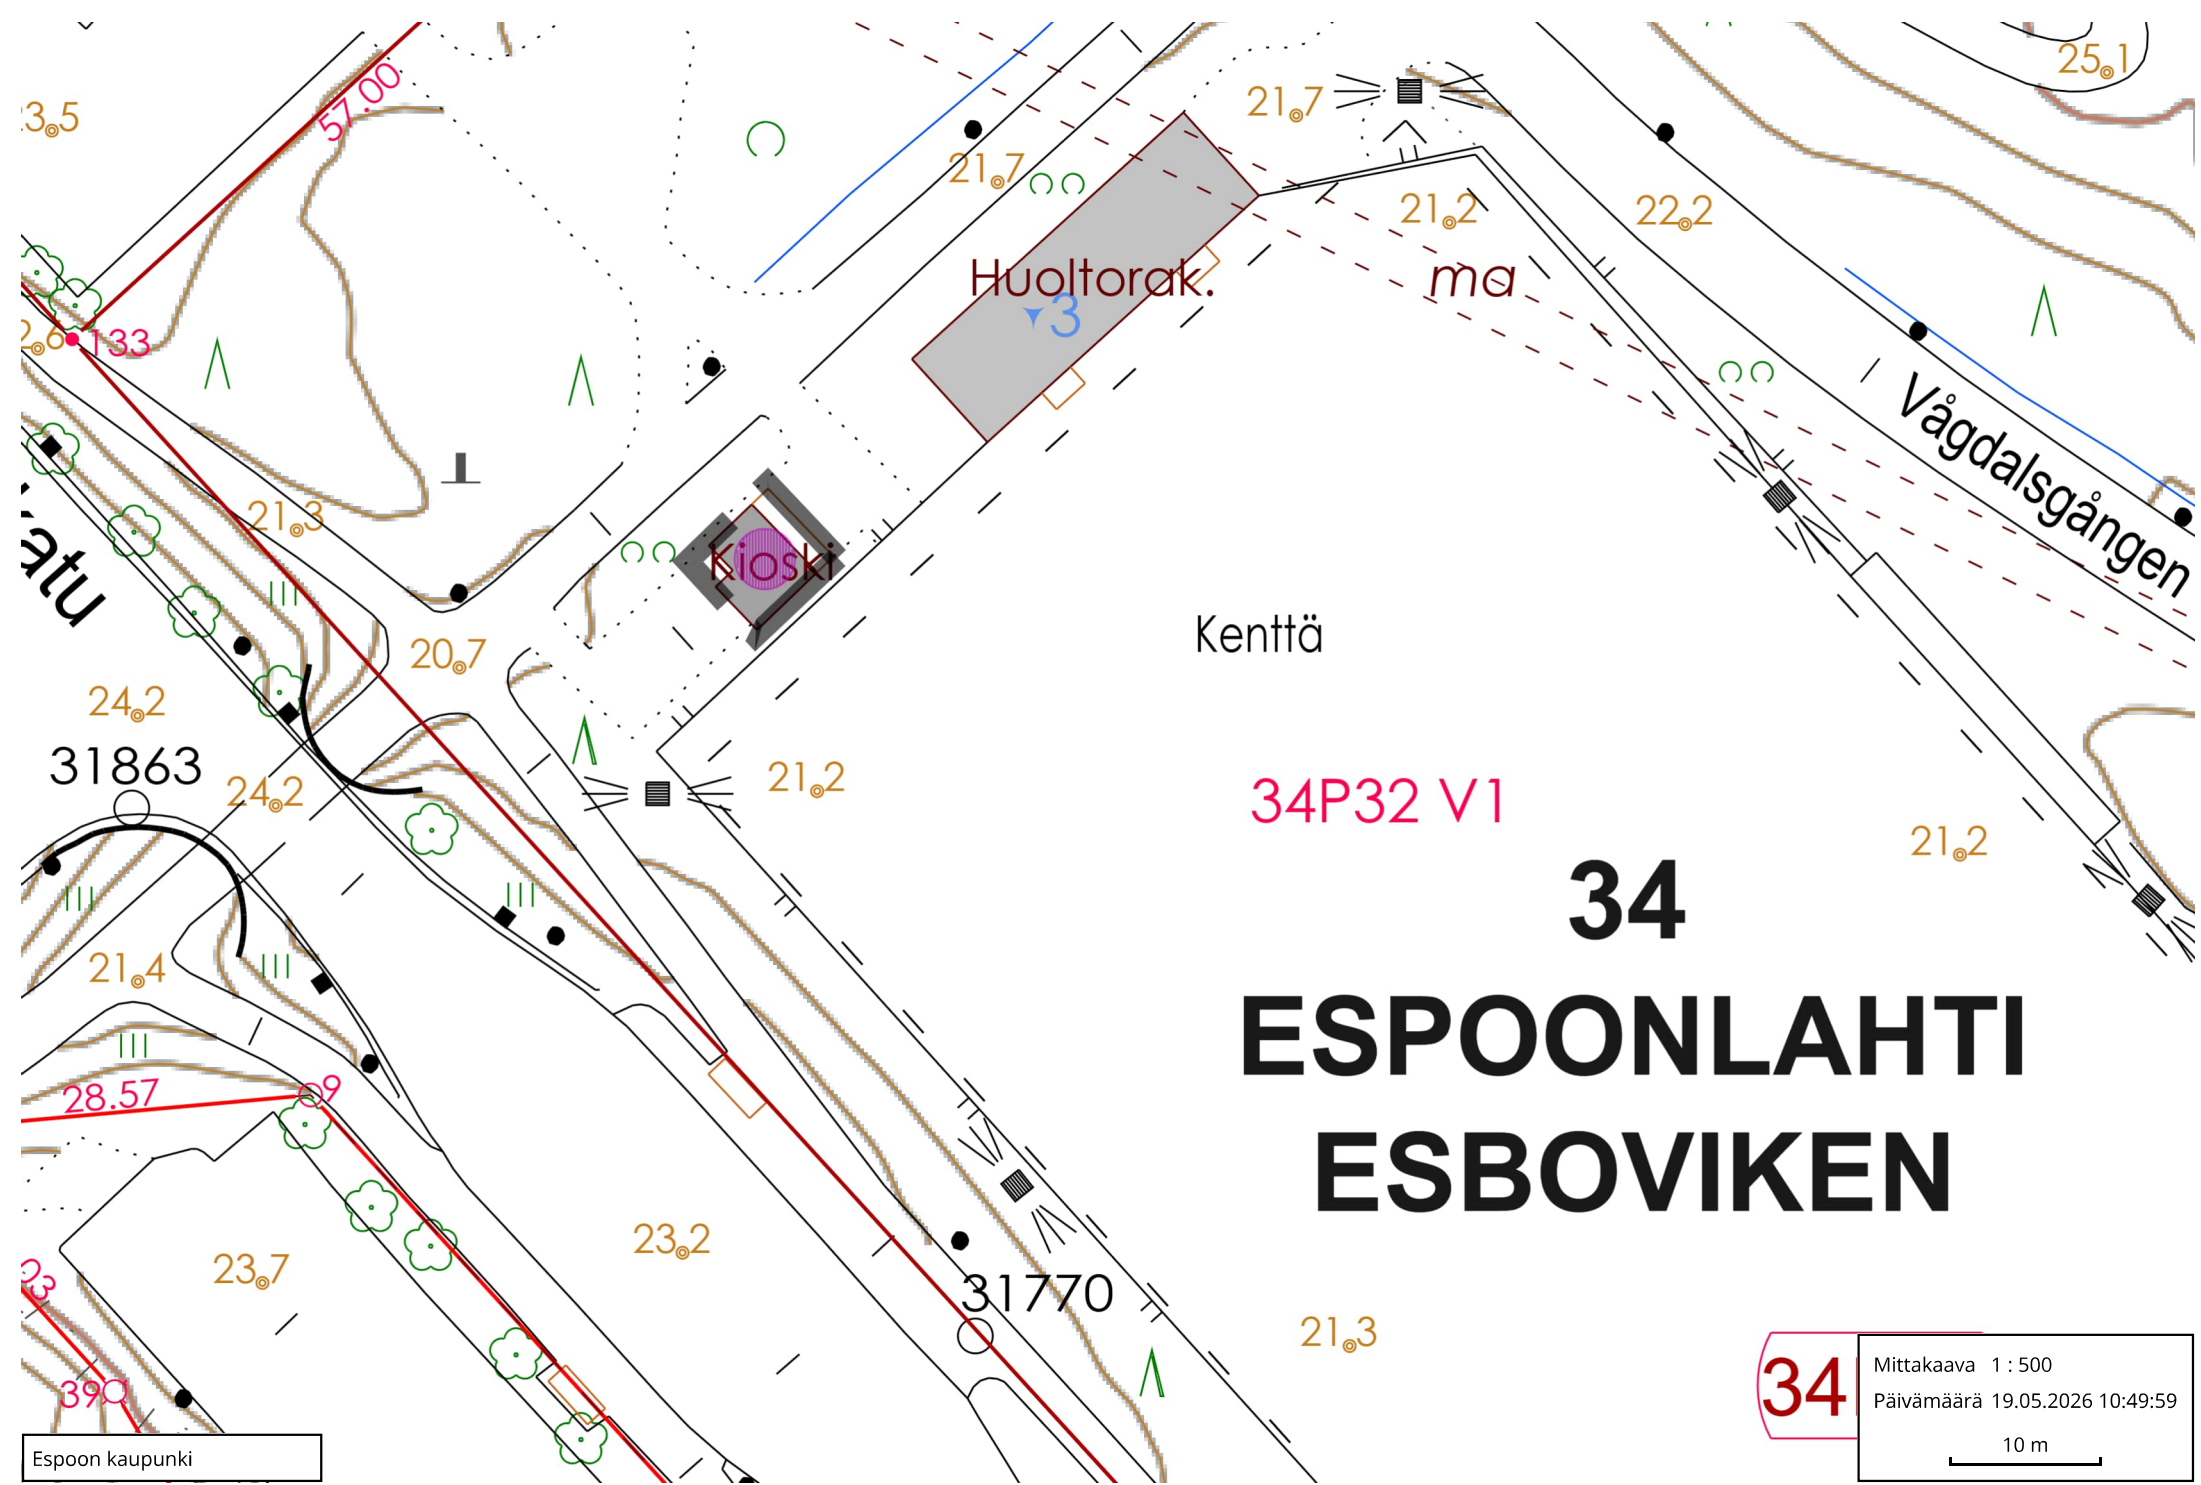 25.1
57.00
21.7
23.5
21.7
21.2
22.2
Huoltorak.
ma
3
133
Vågdalsgången
21.3
Kioski
katu
Kenttä
20.7
24.2
31863
24.2
21.2
34P32 V1
21.2
34
ESPOONLAHTI
ESBOVIKEN
21.4
28.57
9
23.2
23.7
31770
21.3
39
34
Mittakaava 1 : 500
Päivämäärä 19.05.2026 10:49:59
10 m
Espoon kaupunki